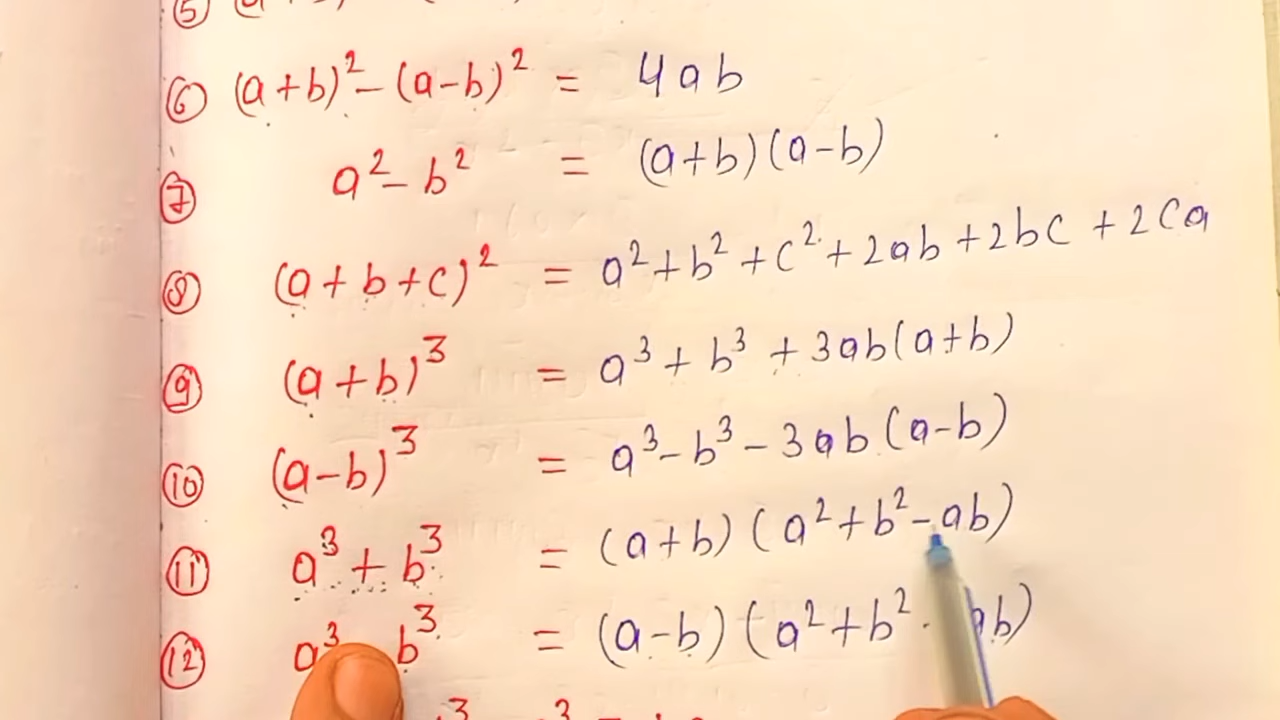 ⑥ (a+b)² - (a-b)² = 4ab
⑦ a² - b² = (a+b)(a-b)
⑧ (a+b+c)² = a² + b² + c² + 2ab + 2bc + 2ca
⑨ (a+b)³ = a³ + b³ + 3ab(a+b)
⑩ (a-b)³ = a³ - b³ - 3ab(a-b)
⑪ a³ + b³ = (a+b)(a² + b² - ab)
⑫ a³ b³ = (a-b)(a² + b² ab)